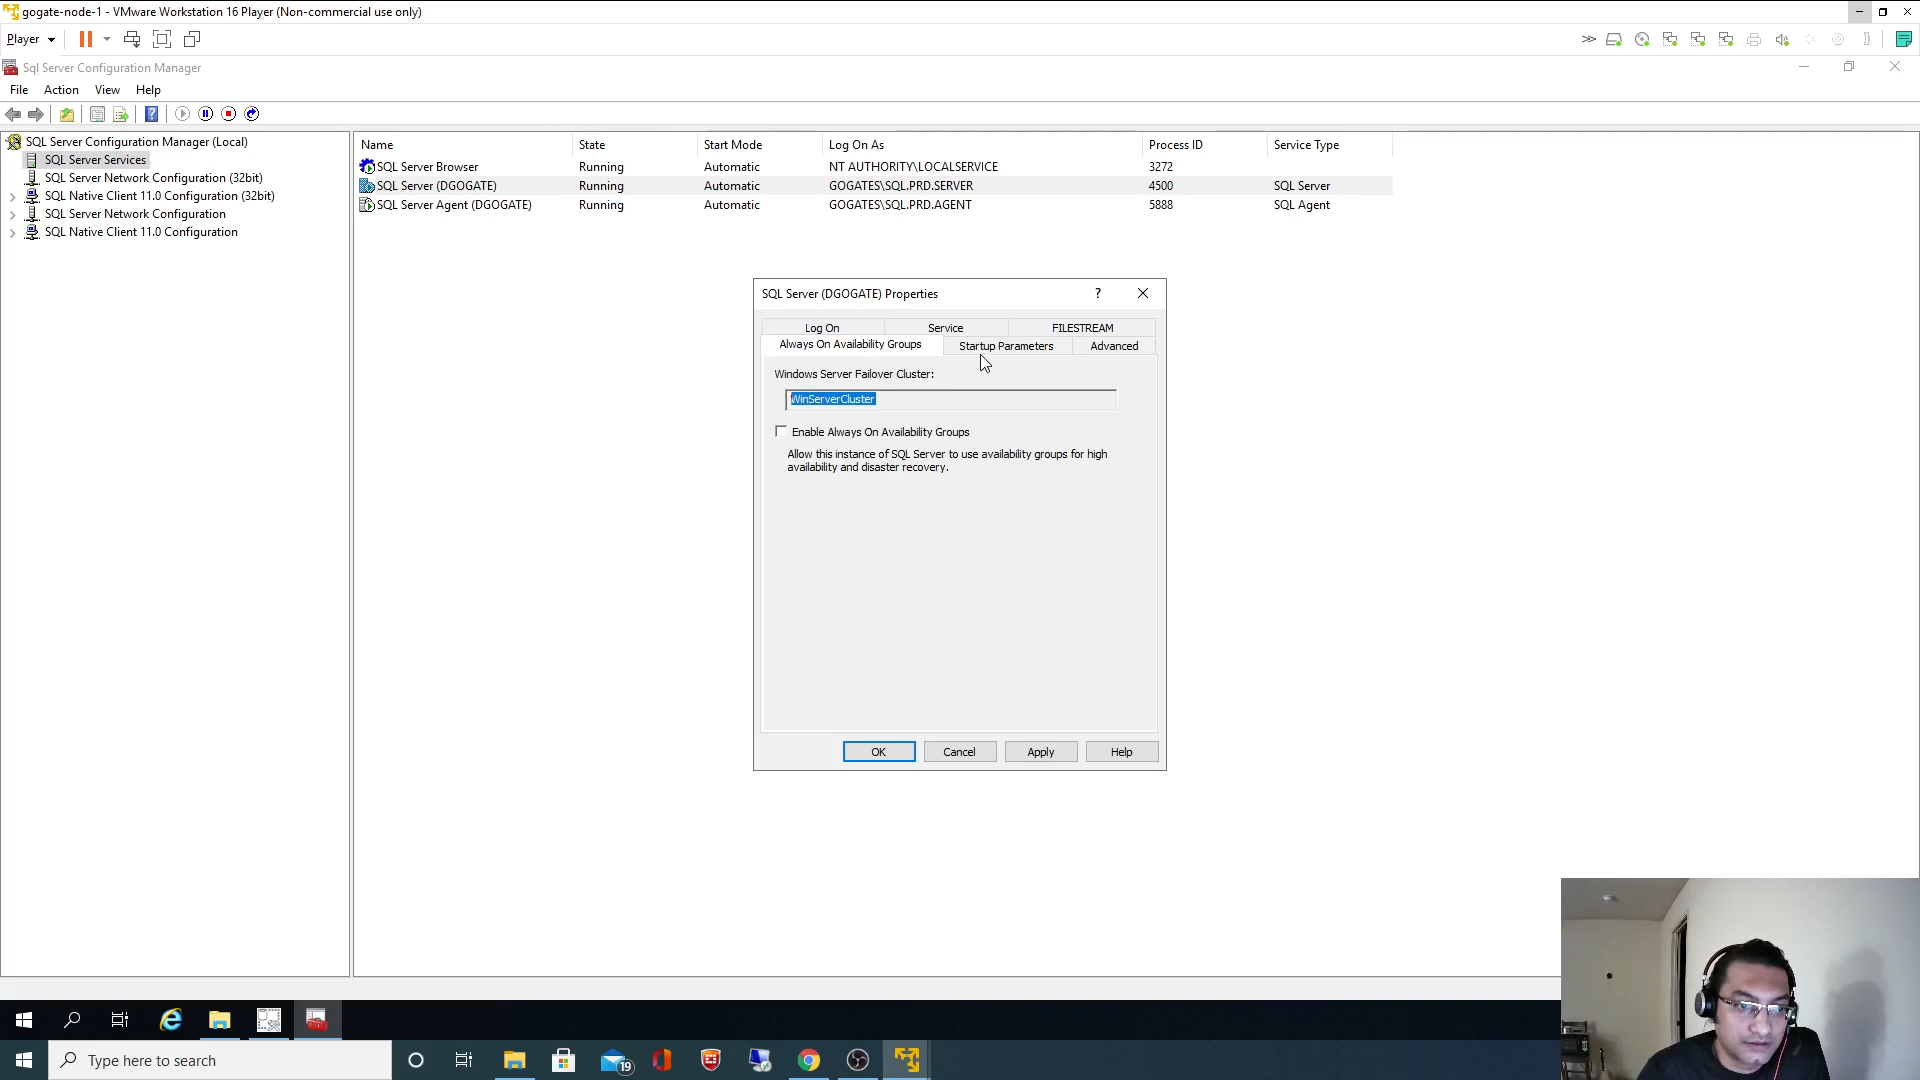 gogate-node-1 - VMware Workstation 16 Player (Non-commercial use only)
Player
Sql Server Configuration Manager
File Action View Help
SQL Server Configuration Manager (Local)
SQL Server Services
SQL Server Network Configuration (32bit)
SQL Native Client 11.0 Configuration (32bit)
SQL Server Network Configuration
SQL Native Client 11.0 Configuration
Name State Start Mode Log On As Process ID Service Type
SQL Server Browser Running Automatic NT AUTHORITY\LOCALSERVICE 3272
SQL Server (DGOGATE) Running Automatic GOGATES\SQL.PRD.SERVER 4500 SQL Server
SQL Server Agent (DGOGATE) Running Automatic GOGATES\SQL.PRD.AGENT 5888 SQL Agent
SQL Server (DGOGATE) Properties
Log On Service FILESTREAM
Always On Availability Groups Startup Parameters Advanced
Windows Server Failover Cluster:
WinServerCluster
Enable Always On Availability Groups
Allow this instance of SQL Server to use availability groups for high
availability and disaster recovery.
OK Cancel Apply Help
Type here to search
19